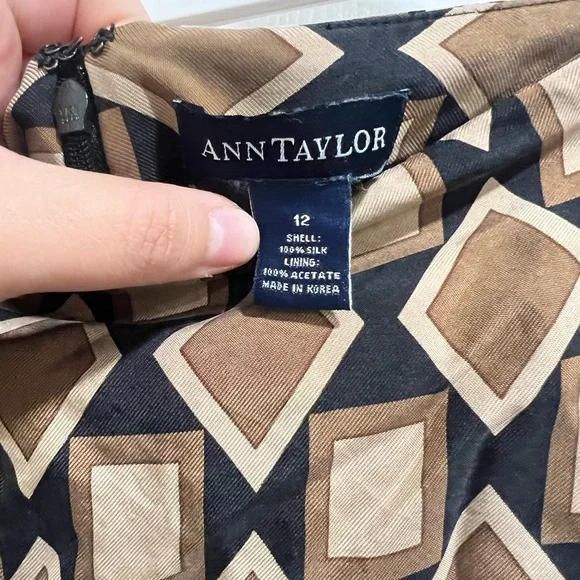 ANN TAYLOR
12
SHELL:
100% SILK
LINING:
100% ACETATE
MADE IN KOREA